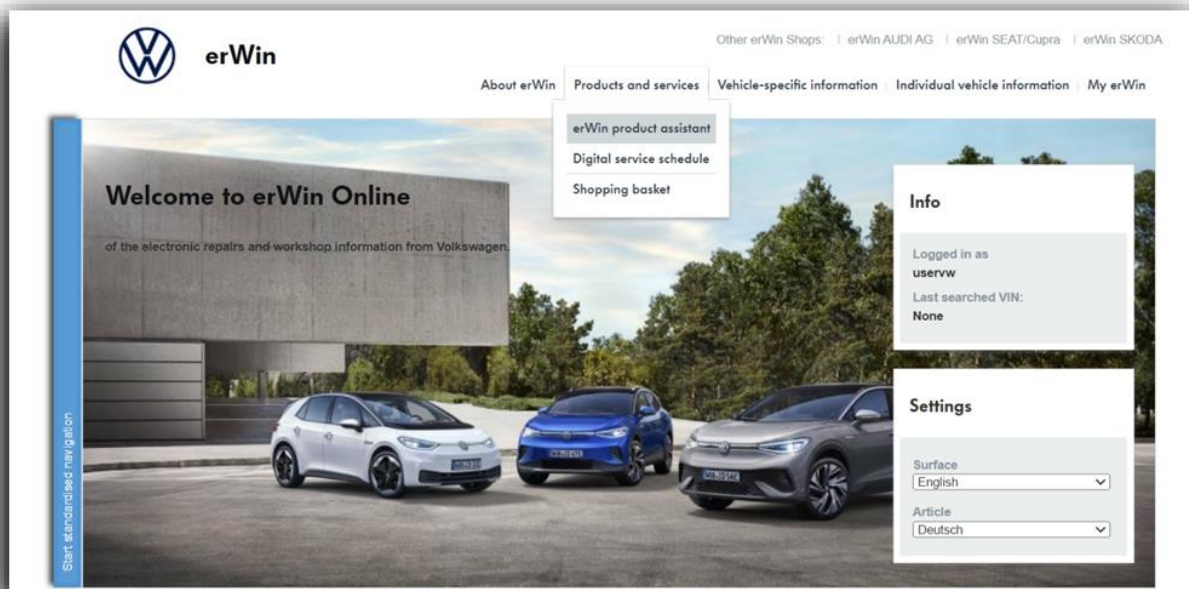 Other erWin Shops: | erWin AUDI AG | erWin SEAT/Cupra | erWin SKODA
erWin
About erWin | Products and services | Vehicle-specific information | Individual vehicle information | My erWin
erWin product assistant
Digital service schedule
Shopping basket
Welcome to erWin Online
of the electronic repairs and workshop information from Volkswagen.
Info
Logged in as
uservw
Last searched VIN:
None
Settings
Surface
English
Article
Deutsch
Start standardised navigation